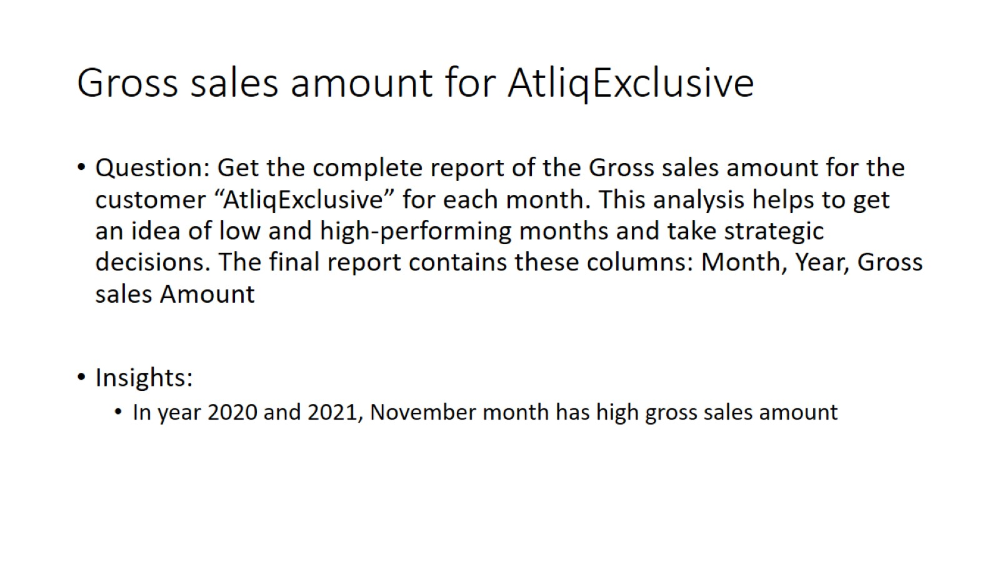 Gross sales amount for AtliqExclusive
• Question: Get the complete report of the Gross sales amount for the
customer “AtliqExclusive” for each month. This analysis helps to get
an idea of low and high-performing months and take strategic
decisions. The final report contains these columns: Month, Year, Gross
sales Amount
• Insights:
• In year 2020 and 2021, November month has high gross sales amount